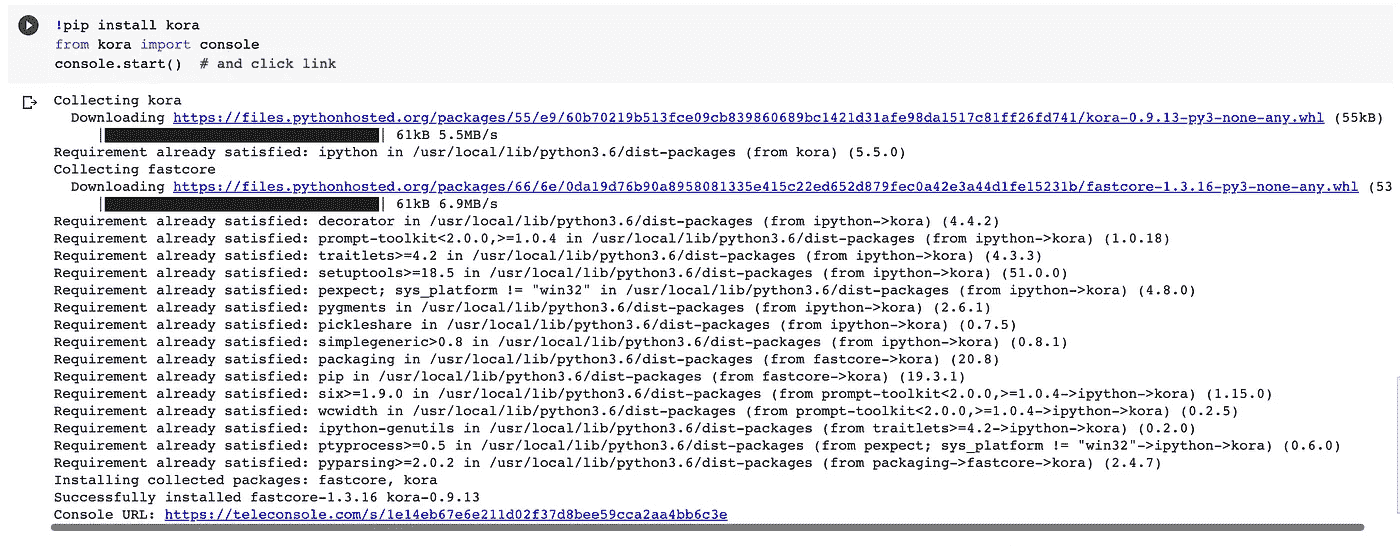 !pip install kora
from kora import console
console.start()  # and click link
Collecting kora
Downloading https://files.pythonhosted.org/packages/55/e9/60b70219b513fce09cb839860689bc1421d31afe98da1517c81ff26fd741/kora-0.9.13-py3-none-any.whl (55kB)
|████████████████████████████████| 61kB 5.5MB/s
Requirement already satisfied: ipython in /usr/local/lib/python3.6/dist-packages (from kora) (5.5.0)
Collecting fastcore
Downloading https://files.pythonhosted.org/packages/66/6e/0da19d76b90a8958081335e415c22ed652d879fec0a42e3a44d1fe15231b/fastcore-1.3.16-py3-none-any.whl (53
|████████████████████████████████| 61kB 6.9MB/s
Requirement already satisfied: decorator in /usr/local/lib/python3.6/dist-packages (from ipython->kora) (4.4.2)
Requirement already satisfied: prompt-toolkit<2.0.0,>=1.0.4 in /usr/local/lib/python3.6/dist-packages (from ipython->kora) (1.0.18)
Requirement already satisfied: traitlets>=4.2 in /usr/local/lib/python3.6/dist-packages (from ipython->kora) (4.3.3)
Requirement already satisfied: setuptools>=18.5 in /usr/local/lib/python3.6/dist-packages (from ipython->kora) (51.0.0)
Requirement already satisfied: pexpect; sys_platform != "win32" in /usr/local/lib/python3.6/dist-packages (from ipython->kora) (4.8.0)
Requirement already satisfied: pygments in /usr/local/lib/python3.6/dist-packages (from ipython->kora) (2.6.1)
Requirement already satisfied: pickleshare in /usr/local/lib/python3.6/dist-packages (from ipython->kora) (0.7.5)
Requirement already satisfied: simplegeneric>0.8 in /usr/local/lib/python3.6/dist-packages (from ipython->kora) (0.8.1)
Requirement already satisfied: packaging in /usr/local/lib/python3.6/dist-packages (from fastcore->kora) (20.8)
Requirement already satisfied: pip in /usr/local/lib/python3.6/dist-packages (from fastcore->kora) (19.3.1)
Requirement already satisfied: six>=1.9.0 in /usr/local/lib/python3.6/dist-packages (from prompt-toolkit<2.0.0,>=1.0.4->ipython->kora) (1.15.0)
Requirement already satisfied: wcwidth in /usr/local/lib/python3.6/dist-packages (from prompt-toolkit<2.0.0,>=1.0.4->ipython->kora) (0.2.5)
Requirement already satisfied: ipython-genutils in /usr/local/lib/python3.6/dist-packages (from traitlets>=4.2->ipython->kora) (0.2.0)
Requirement already satisfied: ptyprocess>=0.5 in /usr/local/lib/python3.6/dist-packages (from pexpect; sys_platform != "win32"->ipython->kora) (0.6.0)
Requirement already satisfied: pyparsing>=2.0.2 in /usr/local/lib/python3.6/dist-packages (from packaging->fastcore->kora) (2.4.7)
Installing collected packages: fastcore, kora
Successfully installed fastcore-1.3.16 kora-0.9.13
Console URL: https://teleconsole.com/s/1e14eb67e6e211d02f37d8bee59cca2aa4bb6c3e